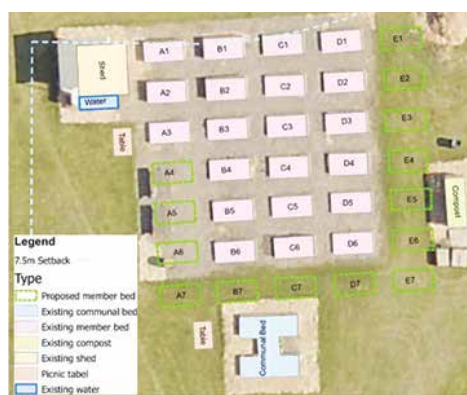 A1 B1 C1 D1 E1
Shed
A2 B2 C2 D2 E2
Water
A3 B3 C3 D3 E3
Table
A4 B4 C4 D4 E4
A5 B5 C5 D5 E5
Compost
A6 B6 C6 D6 E6
A7 B7 C7 D7 E7
Table
Communal Bed
Legend
7.5m Setback
Type
Proposed member bed
Existing communal bed
Existing member bed
Existing compost
Existing shed
Picnic tabel
Existing water